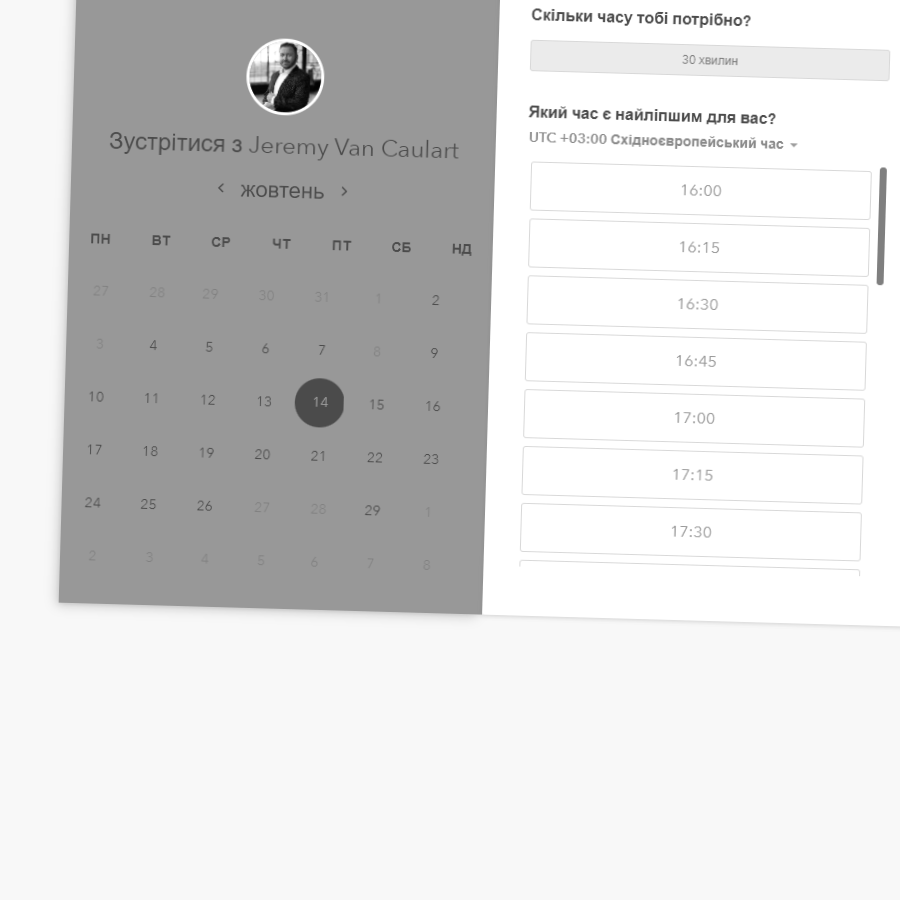 Зустрітися з Jeremy Van Caulart
жовтень
ПН ВТ СР ЧТ ПТ СБ НД
27 28 29 30 31 1 2
3 4 5 6 7 8 9
10 11 12 13 14 15 16
17 18 19 20 21 22 23
24 25 26 27 28 29 1
2 3 4 5 6 7 8
Скільки часу тобі потрібно?
30 хвилин
Який час є найліпшим для вас?
UTC +03:00 Східноєвропейський час
16:00
16:15
16:30
16:45
17:00
17:15
17:30